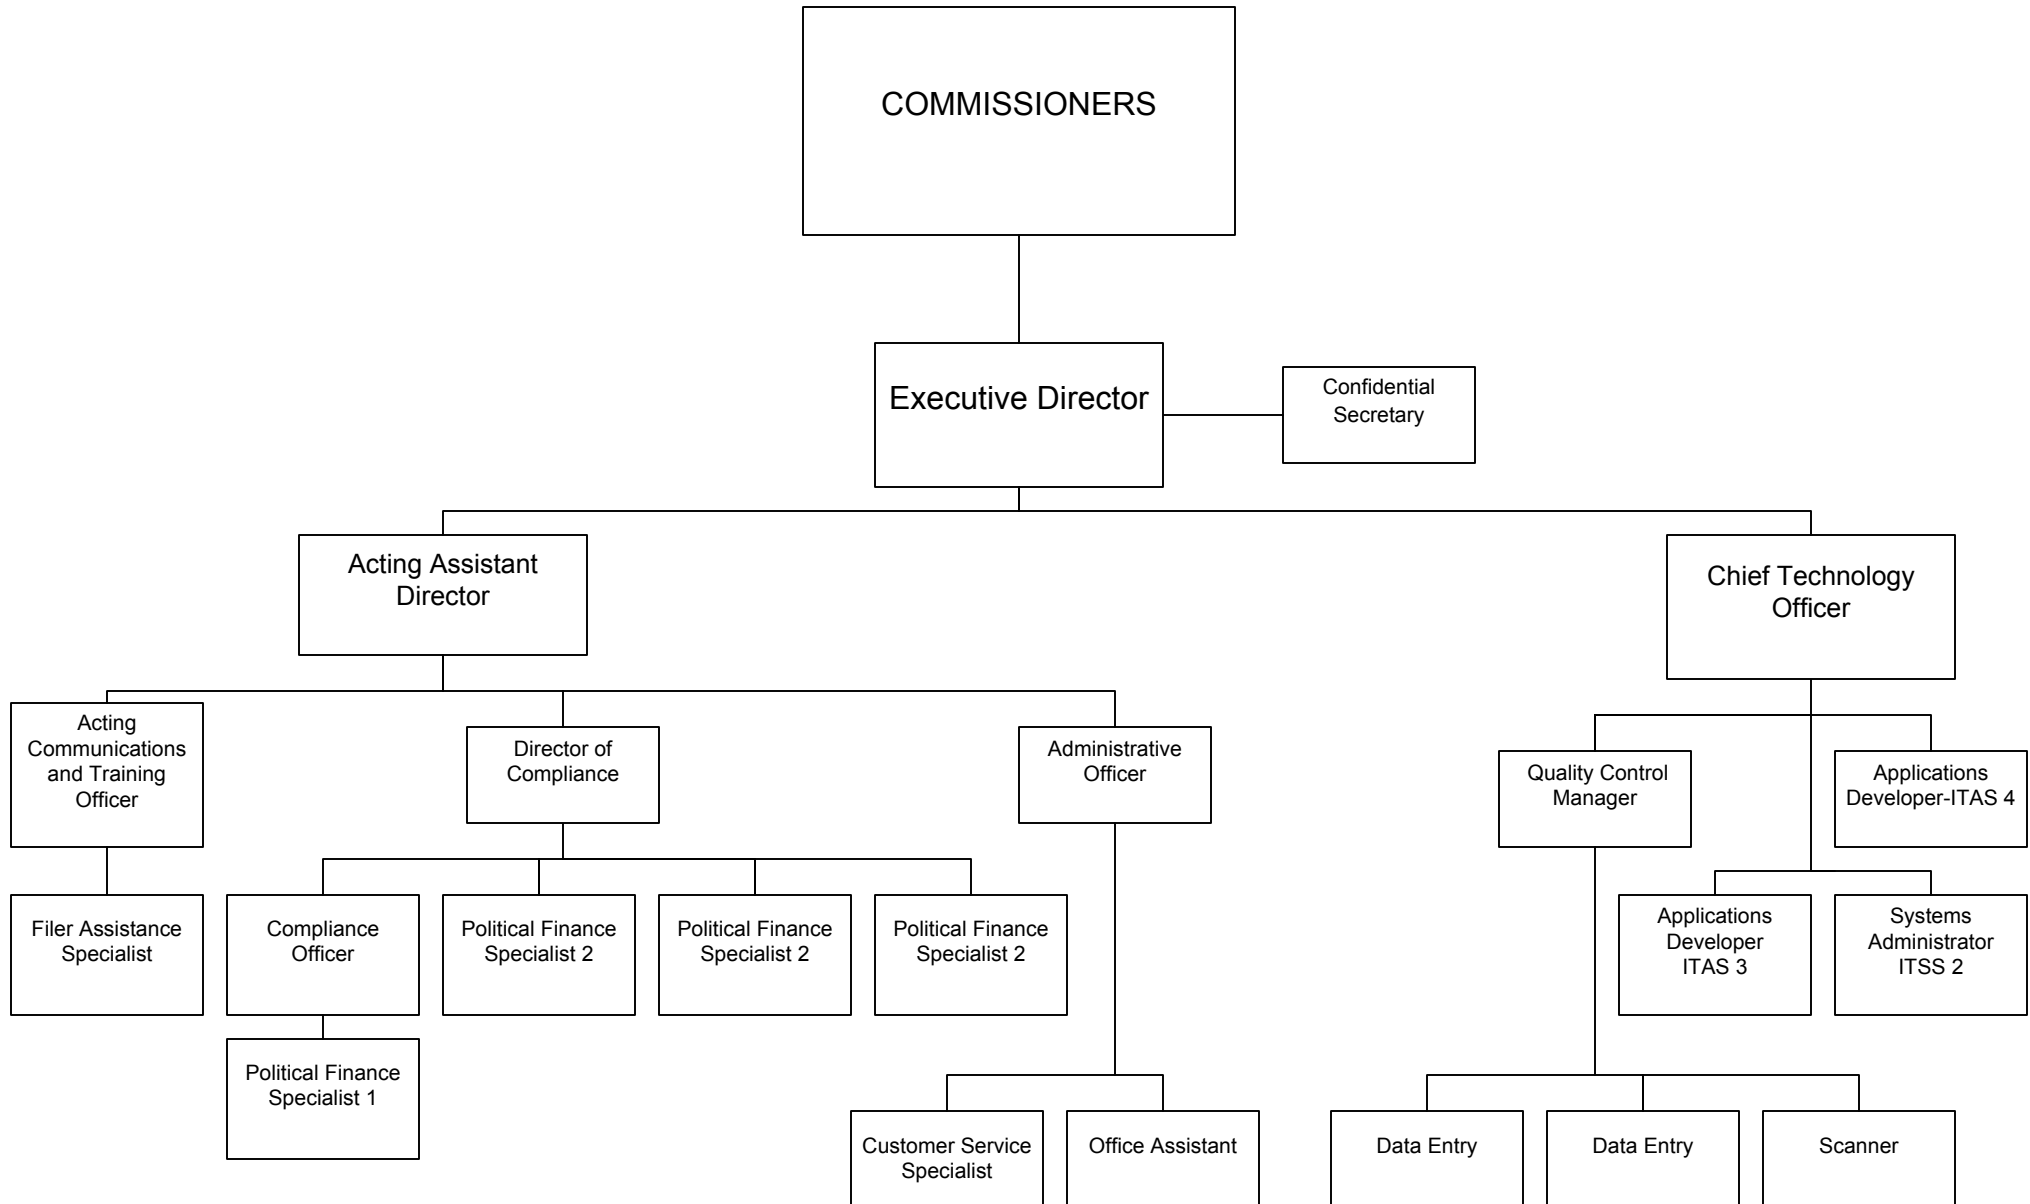 COMMISSIONERS
Executive Director
Confidential
Secretary
Acting Assistant
Director
Chief Technology
Officer
Acting
Communications
and Training
Officer
Director of
Compliance
Administrative
Officer
Quality Control
Manager
Applications
Developer-ITAS 4
Filer Assistance
Specialist
Compliance
Officer
Political Finance
Specialist 2
Political Finance
Specialist 2
Political Finance
Specialist 2
Applications
Developer
ITAS 3
Systems
Administrator
ITSS 2
Political Finance
Specialist 1
Customer Service
Specialist
Office Assistant
Data Entry
Data Entry
Scanner